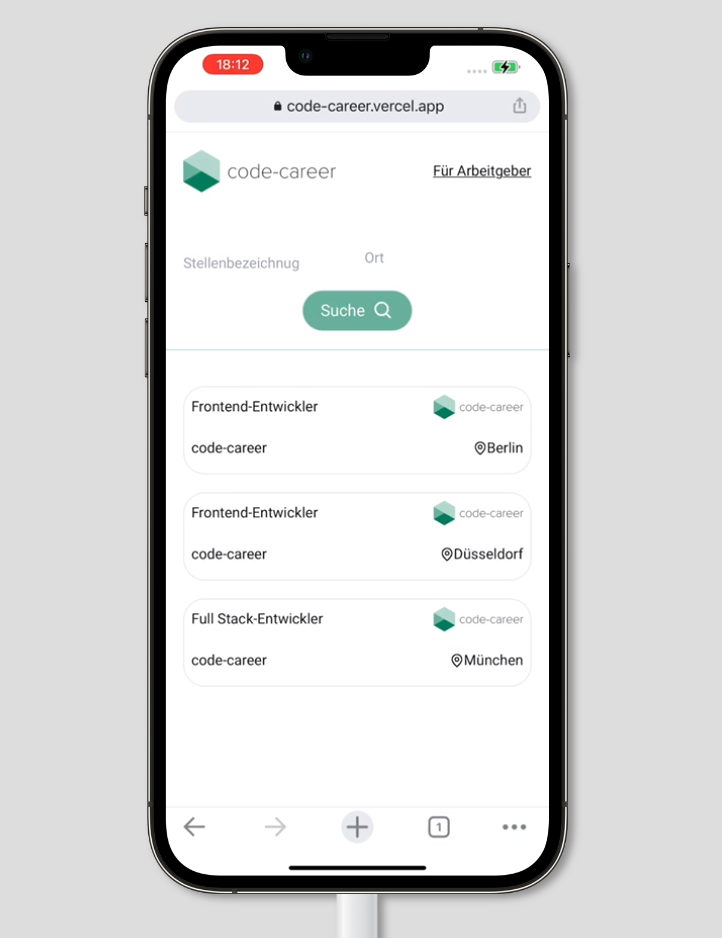 18:12
code-career.vercel.app
code-career
Für Arbeitgeber
Stellenbezeichnug
Ort
Suche
Frontend-Entwickler
code-career
code-career
Berlin
Frontend-Entwickler
code-career
code-career
Düsseldorf
Full Stack-Entwickler
code-career
code-career
München
1